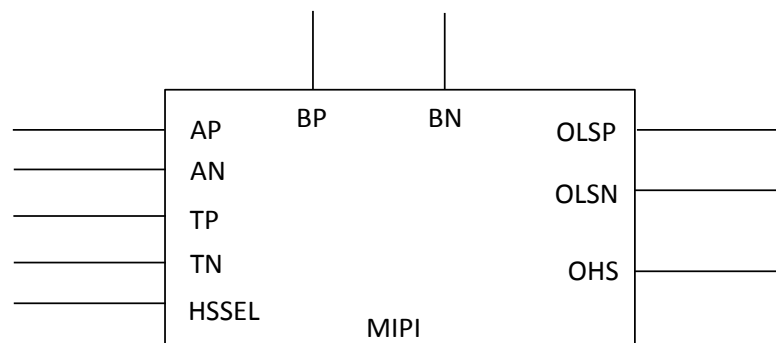 BP BN
AP OLSP
AN
OLSN
TP
TN
OHS
HSSEL
MIPI